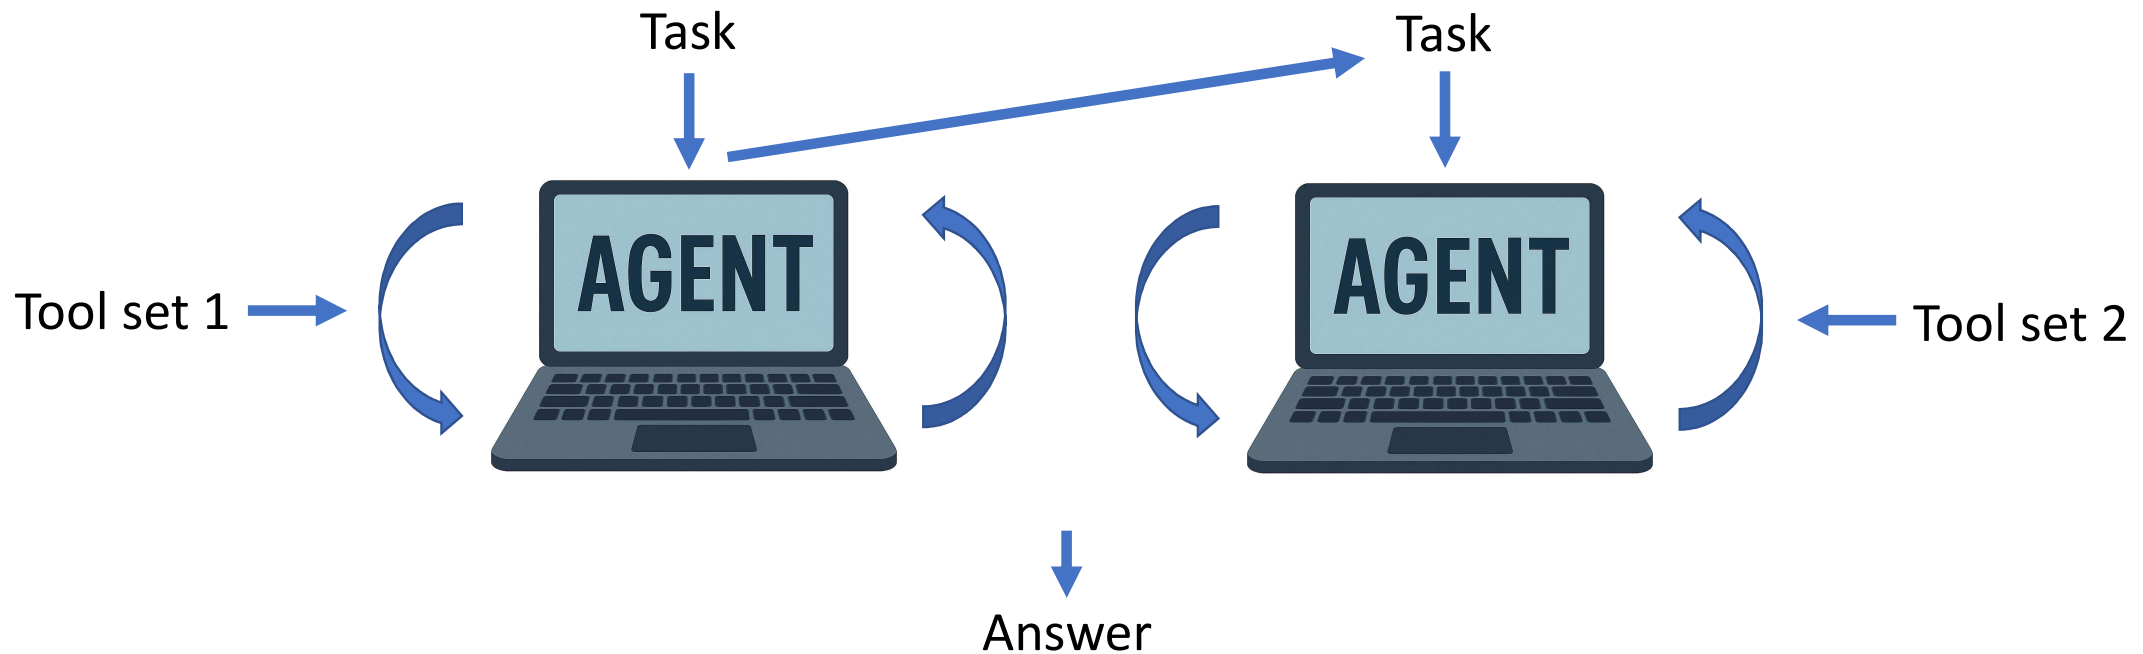 Task
Task
AGENT
AGENT
Tool set 1
Tool set 2
Answer